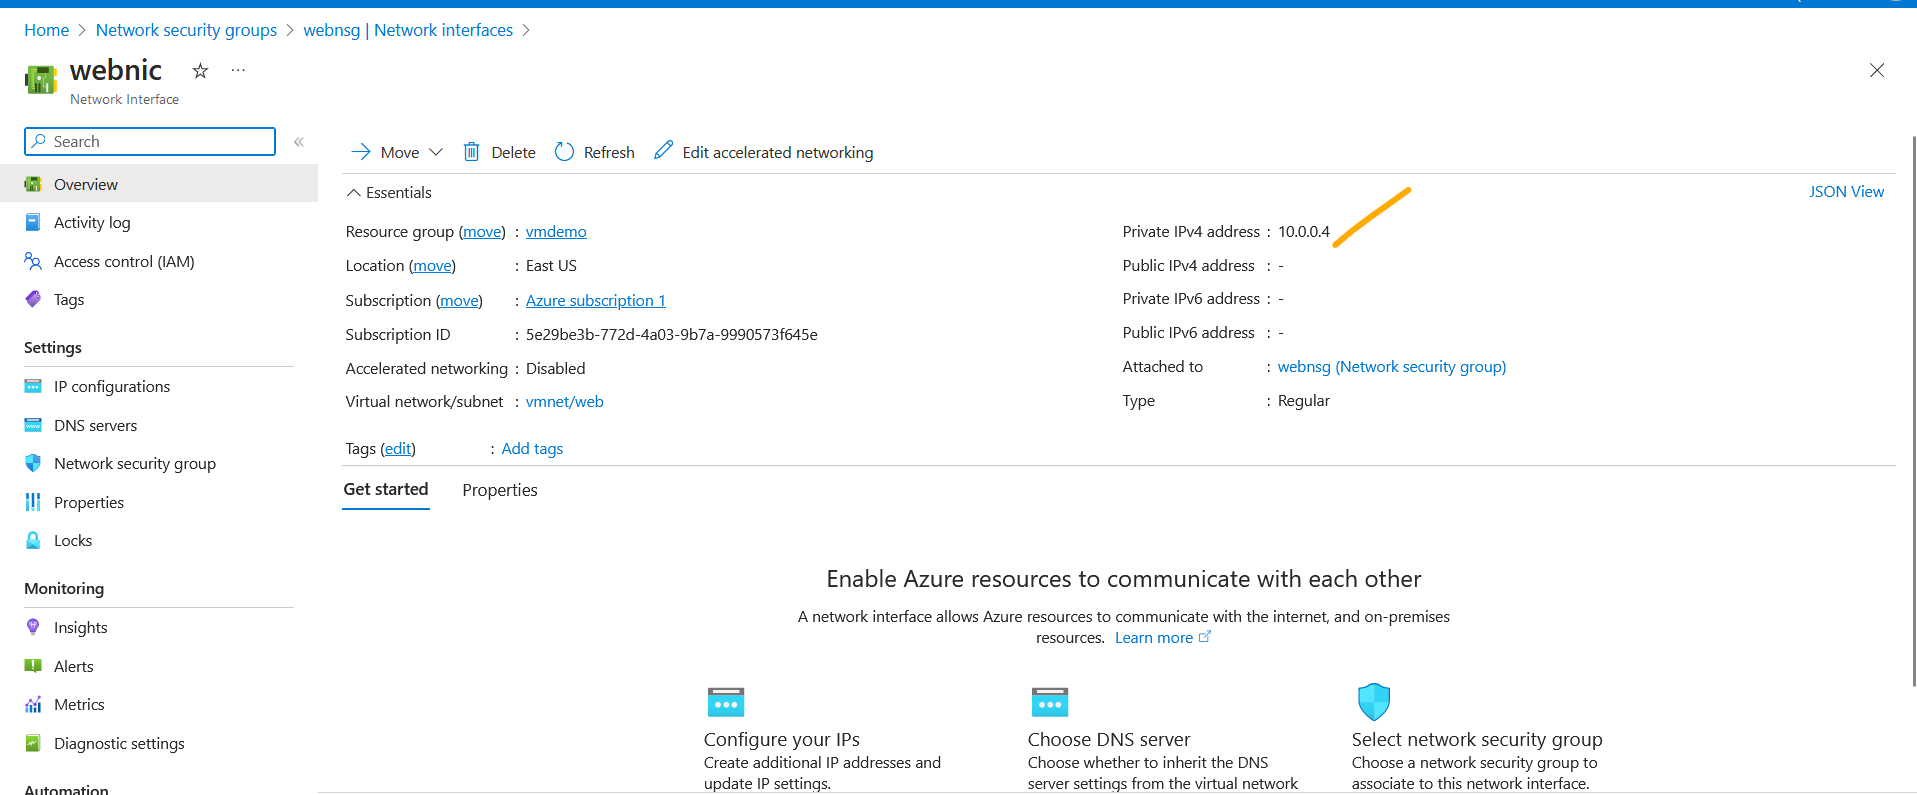 Home > Network security groups > webnsg | Network interfaces >
webnic
Network Interface
Search
Overview
Activity log
Access control (IAM)
Tags
Settings
IP configurations
DNS servers
Network security group
Properties
Locks
Monitoring
Insights
Alerts
Metrics
Diagnostic settings
Automation
Move Delete Refresh Edit accelerated networking
Essentials
JSON View
Resource group (move) : vmdemo
Location (move) : East US
Subscription (move) : Azure subscription 1
Subscription ID : 5e29be3b-772d-4a03-9b7a-9990573f645e
Accelerated networking : Disabled
Virtual network/subnet : vmnet/web
Private IPv4 address : 10.0.0.4
Public IPv4 address : -
Private IPv6 address : -
Public IPv6 address : -
Attached to : webnsg (Network security group)
Type : Regular
Tags (edit) : Add tags
Get started Properties
Enable Azure resources to communicate with each other
A network interface allows Azure resources to communicate with the internet, and on-premises
resources. Learn more
Configure your IPs
Create additional IP addresses and
update IP settings.
Choose DNS server
Choose whether to inherit the DNS
server settings from the virtual network
Select network security group
Choose a network security group to
associate to this network interface.